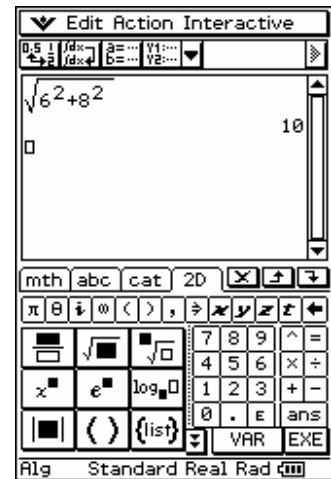 Edit Action Interactive
√6²+8²
10
mth abc cat 2D
π θ i ∞ ( ) , ⇒ x y z t ←
√■ ■√□ 7 8 9 ^ =
4 5 6 × ÷
x■ e■ log■□ 1 2 3 + -
0 . E ans
|■| ( ) {list} VAR EXE
Alg Standard Real Rad